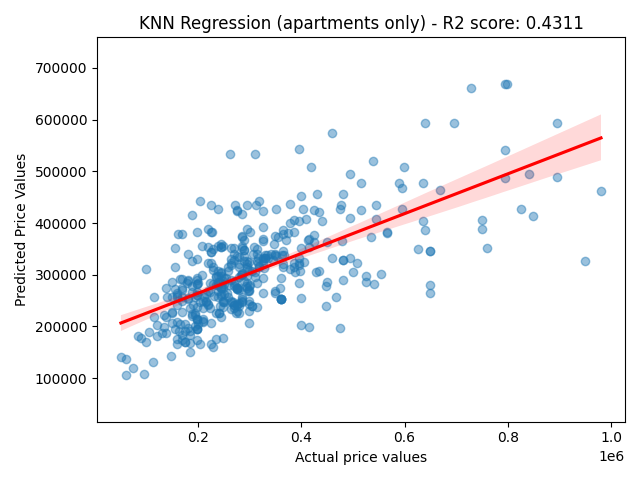 KNN Regression (apartments only) - R2 score: 0.4311
700000
600000
500000
400000
300000
200000
100000
Predicted Price Values
0.2 0.4 0.6 0.8 1.0
1e6
Actual price values